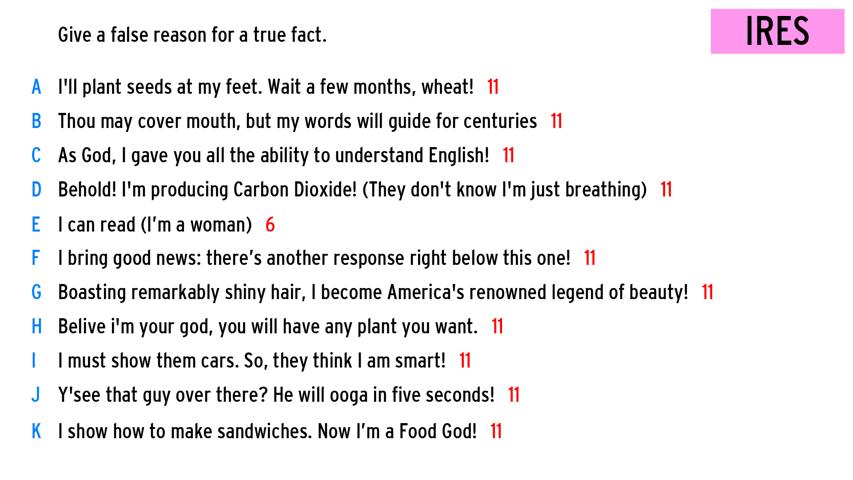 Give a false reason for a true fact.
IRES
A I'll plant seeds at my feet. Wait a few months, wheat! 11
B Thou may cover mouth, but my words will guide for centuries 11
C As God, I gave you all the ability to understand English! 11
D Behold! I'm producing Carbon Dioxide! (They don't know I'm just breathing) 11
E I can read (I’m a woman) 6
F I bring good news: there’s another response right below this one! 11
G Boasting remarkably shiny hair, I become America's renowned legend of beauty! 11
H Belive i'm your god, you will have any plant you want. 11
I I must show them cars. So, they think I am smart! 11
J Y'see that guy over there? He will ooga in five seconds! 11
K I show how to make sandwiches. Now I’m a Food God! 11